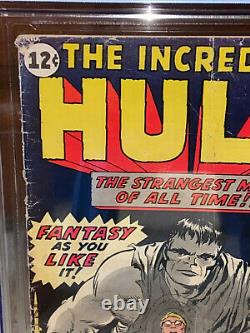 12¢
THE INCRED
HUL
THE STRANGEST M
OF ALL TIME!!
FANTASY
AS YOU
LIKE
IT!